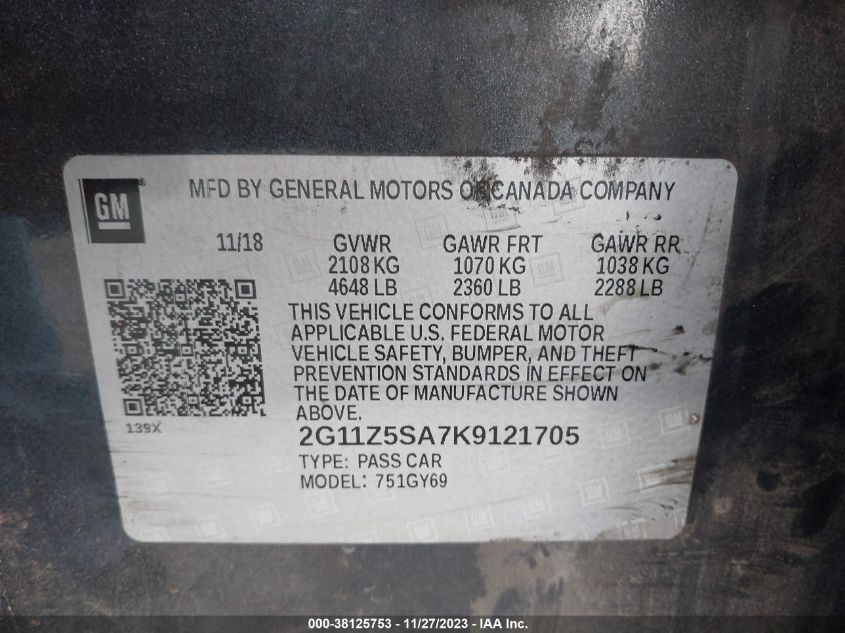 GM
MFD BY GENERAL MOTORS OF CANADA COMPANY
11/18 GVWR GAWR FRT GAWR RR
2108 KG 1070 KG 1038 KG
4648 LB 2360 LB 2288 LB
THIS VEHICLE CONFORMS TO ALL
APPLICABLE U.S. FEDERAL MOTOR
VEHICLE SAFETY, BUMPER, AND THEFT
PREVENTION STANDARDS IN EFFECT ON
THE DATE OF MANUFACTURE SHOWN
ABOVE.
139X
2G11Z5SA7K9121705
TYPE: PASS CAR
MODEL: 751GY69
000-38125753 - 11/27/2023 - IAA Inc.